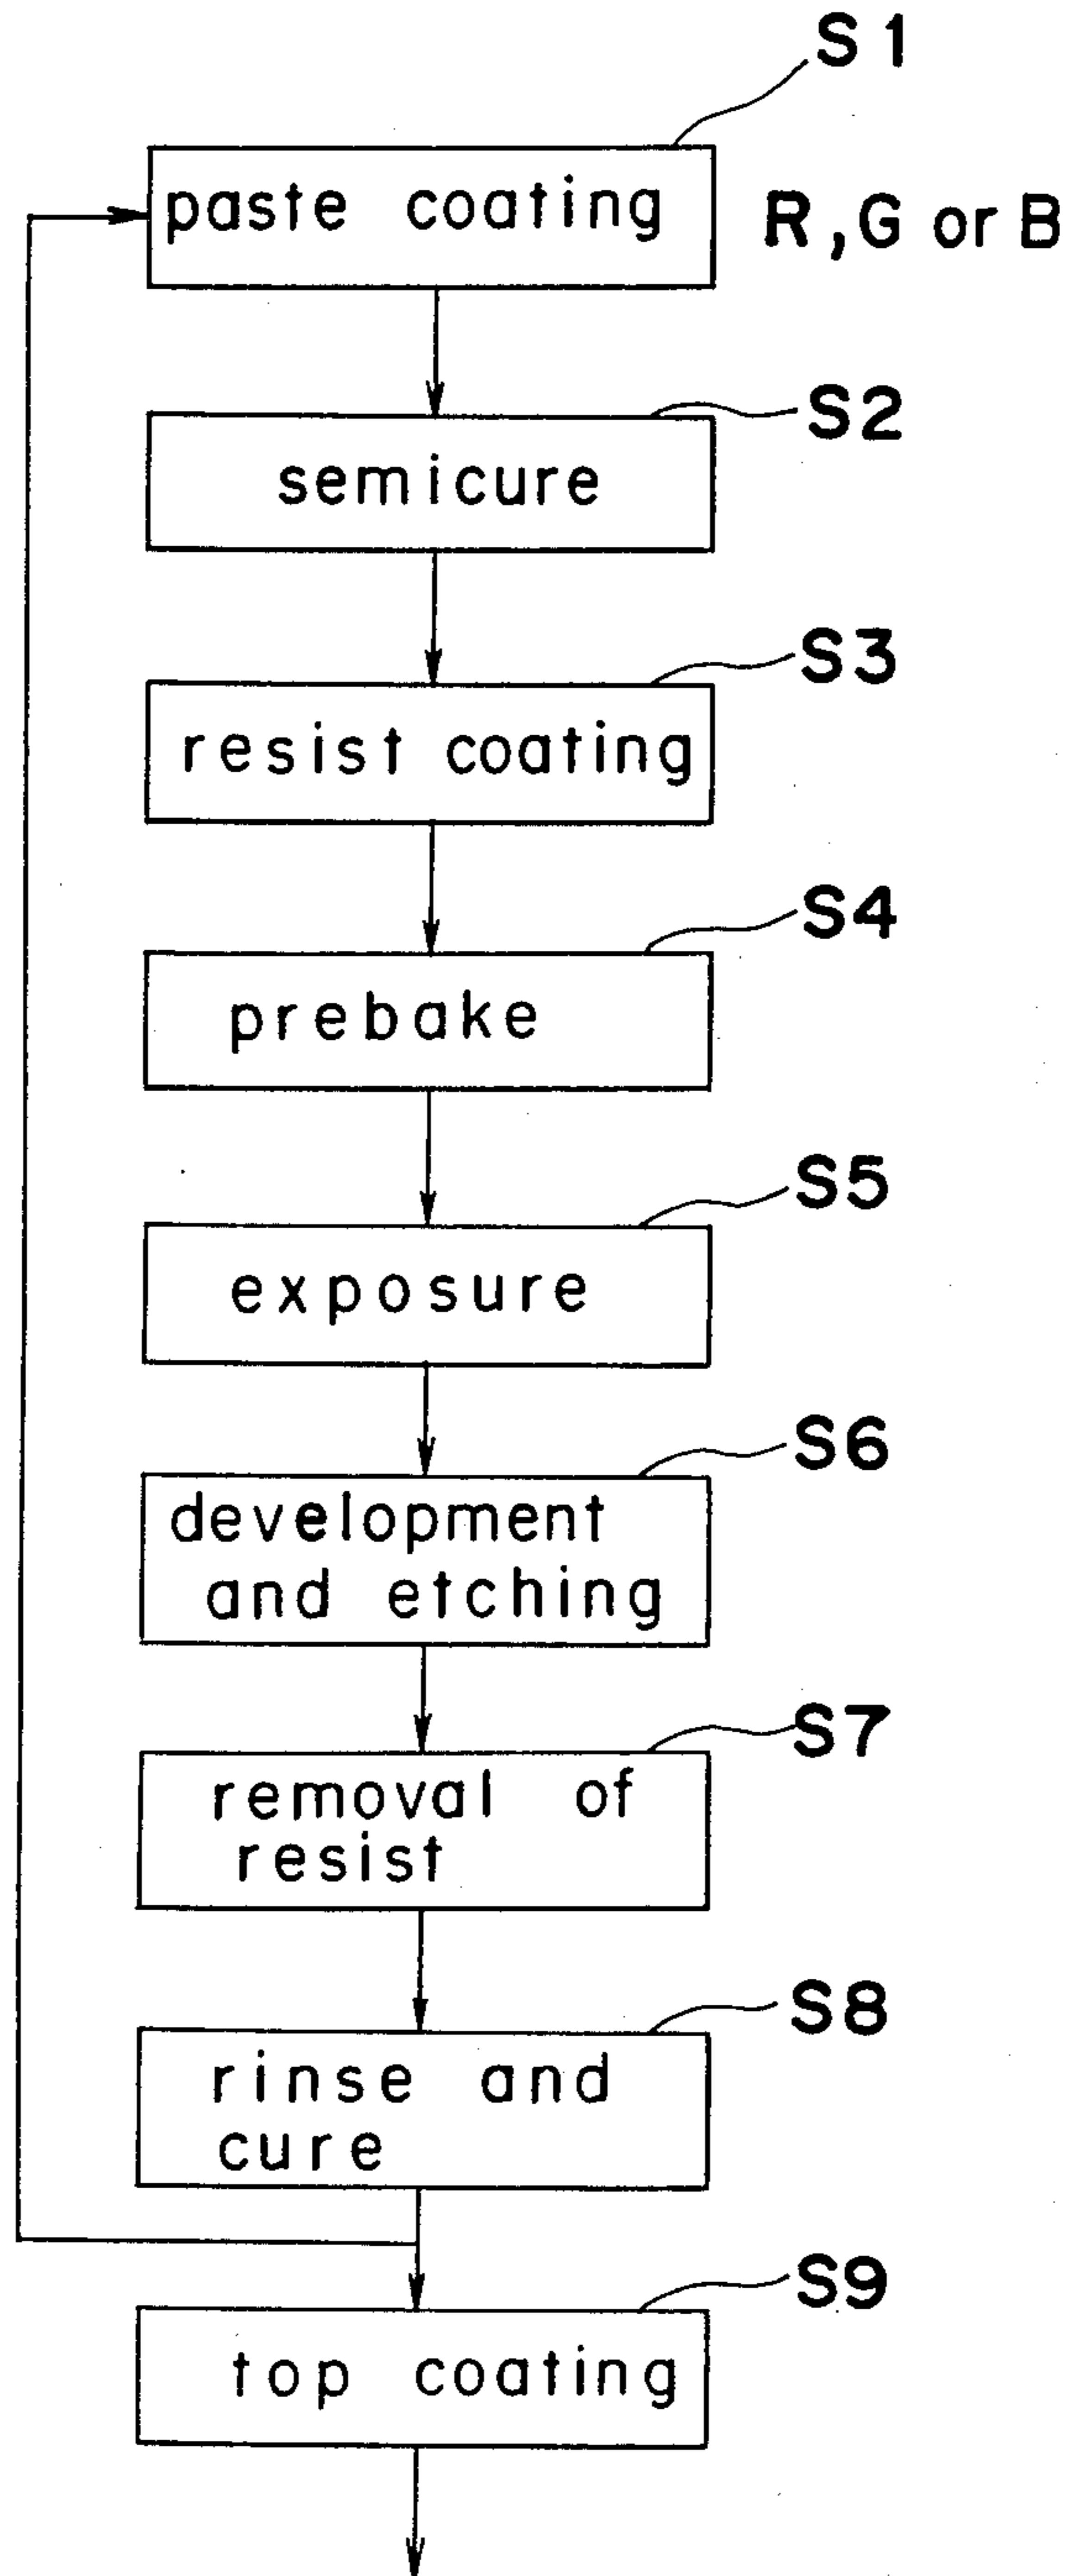 S1
paste coating
R, G or B
S2
semicure
S3
resist coating
S4
prebake
S5
exposure
S6
development
and etching
S7
removal of
resist
S8
rinse and
cure
S9
top coating